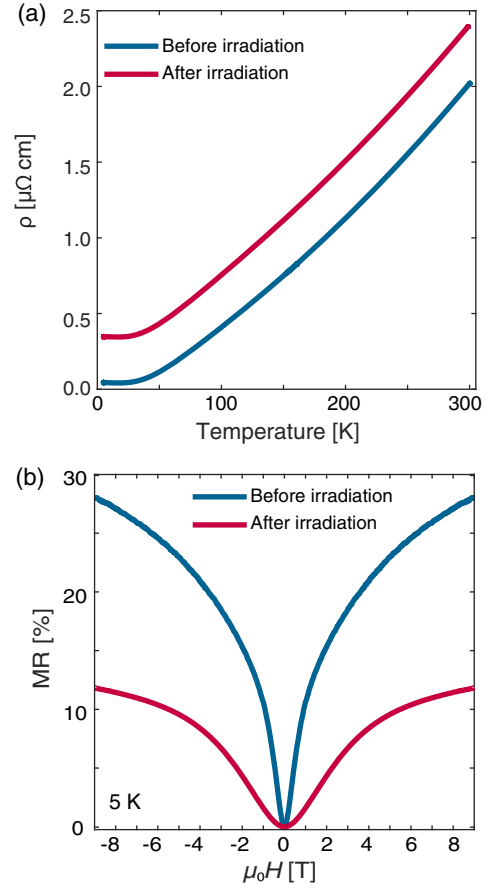 (a)
2.5
Before irradiation
After irradiation
2.0
1.5
1.0
0.5
0.0
ρ [μΩ cm]
0 100 200 300
Temperature [K]
(b)
30
Before irradiation
After irradiation
20
10
0
MR [%]
5 K
-8 -6 -4 -2 0 2 4 6 8
μ₀H [T]